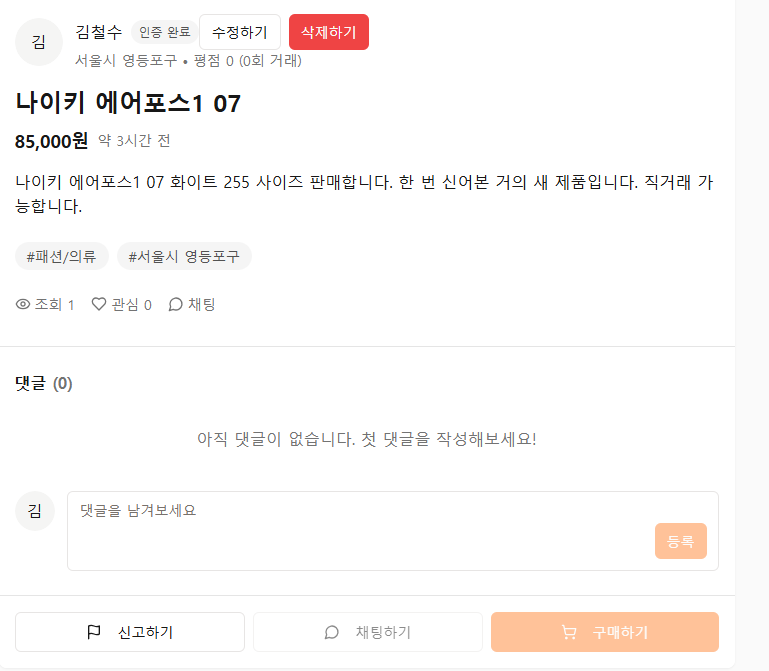 김 김철수 인증 완료 수정하기 삭제하기
서울시 영등포구 • 평점 0 (0회 거래)
나이키 에어포스1 07
85,000원 약 3시간 전
나이키 에어포스1 07 화이트 255 사이즈 판매합니다. 한 번 신어본 거의 새 제품입니다. 직거래 가
능합니다.
#패션/의류 #서울시 영등포구
조회 1 관심 0 채팅
댓글 (0)
아직 댓글이 없습니다. 첫 댓글을 작성해보세요!
김 댓글을 남겨보세요
등록
신고하기 채팅하기 구매하기